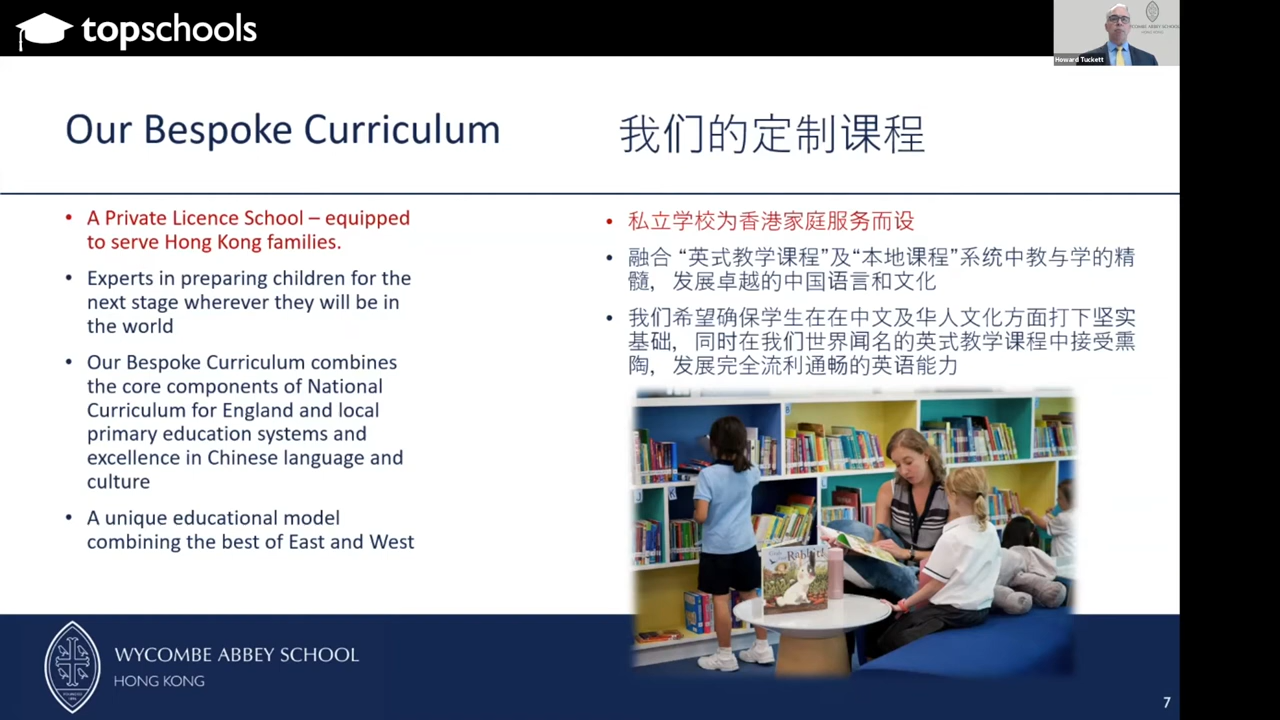 topschools
WYCOMBE ABBEY SCHOOL
HONG KONG
Howard Tuckett
Our Bespoke Curriculum
我们的定制课程
• A Private Licence School – equipped
to serve Hong Kong families.
• Experts in preparing children for the
next stage wherever they will be in
the world
• Our Bespoke Curriculum combines
the core components of National
Curriculum for England and local
primary education systems and
excellence in Chinese language and
culture
• A unique educational model
combining the best of East and West
• 私立学校为香港家庭服务而设
• 融合 “英式教学课程”及“本地课程”系统中教与学的精
髓，发展卓越的中国语言和文化
• 我们希望确保学生在在中文及华人文化方面打下坚实
基础，同时在我们世界闻名的英式教学课程中接受熏
陶，发展完全流利通畅的英语能力
Rabbit
WYCOMBE ABBEY SCHOOL
HONG KONG
7